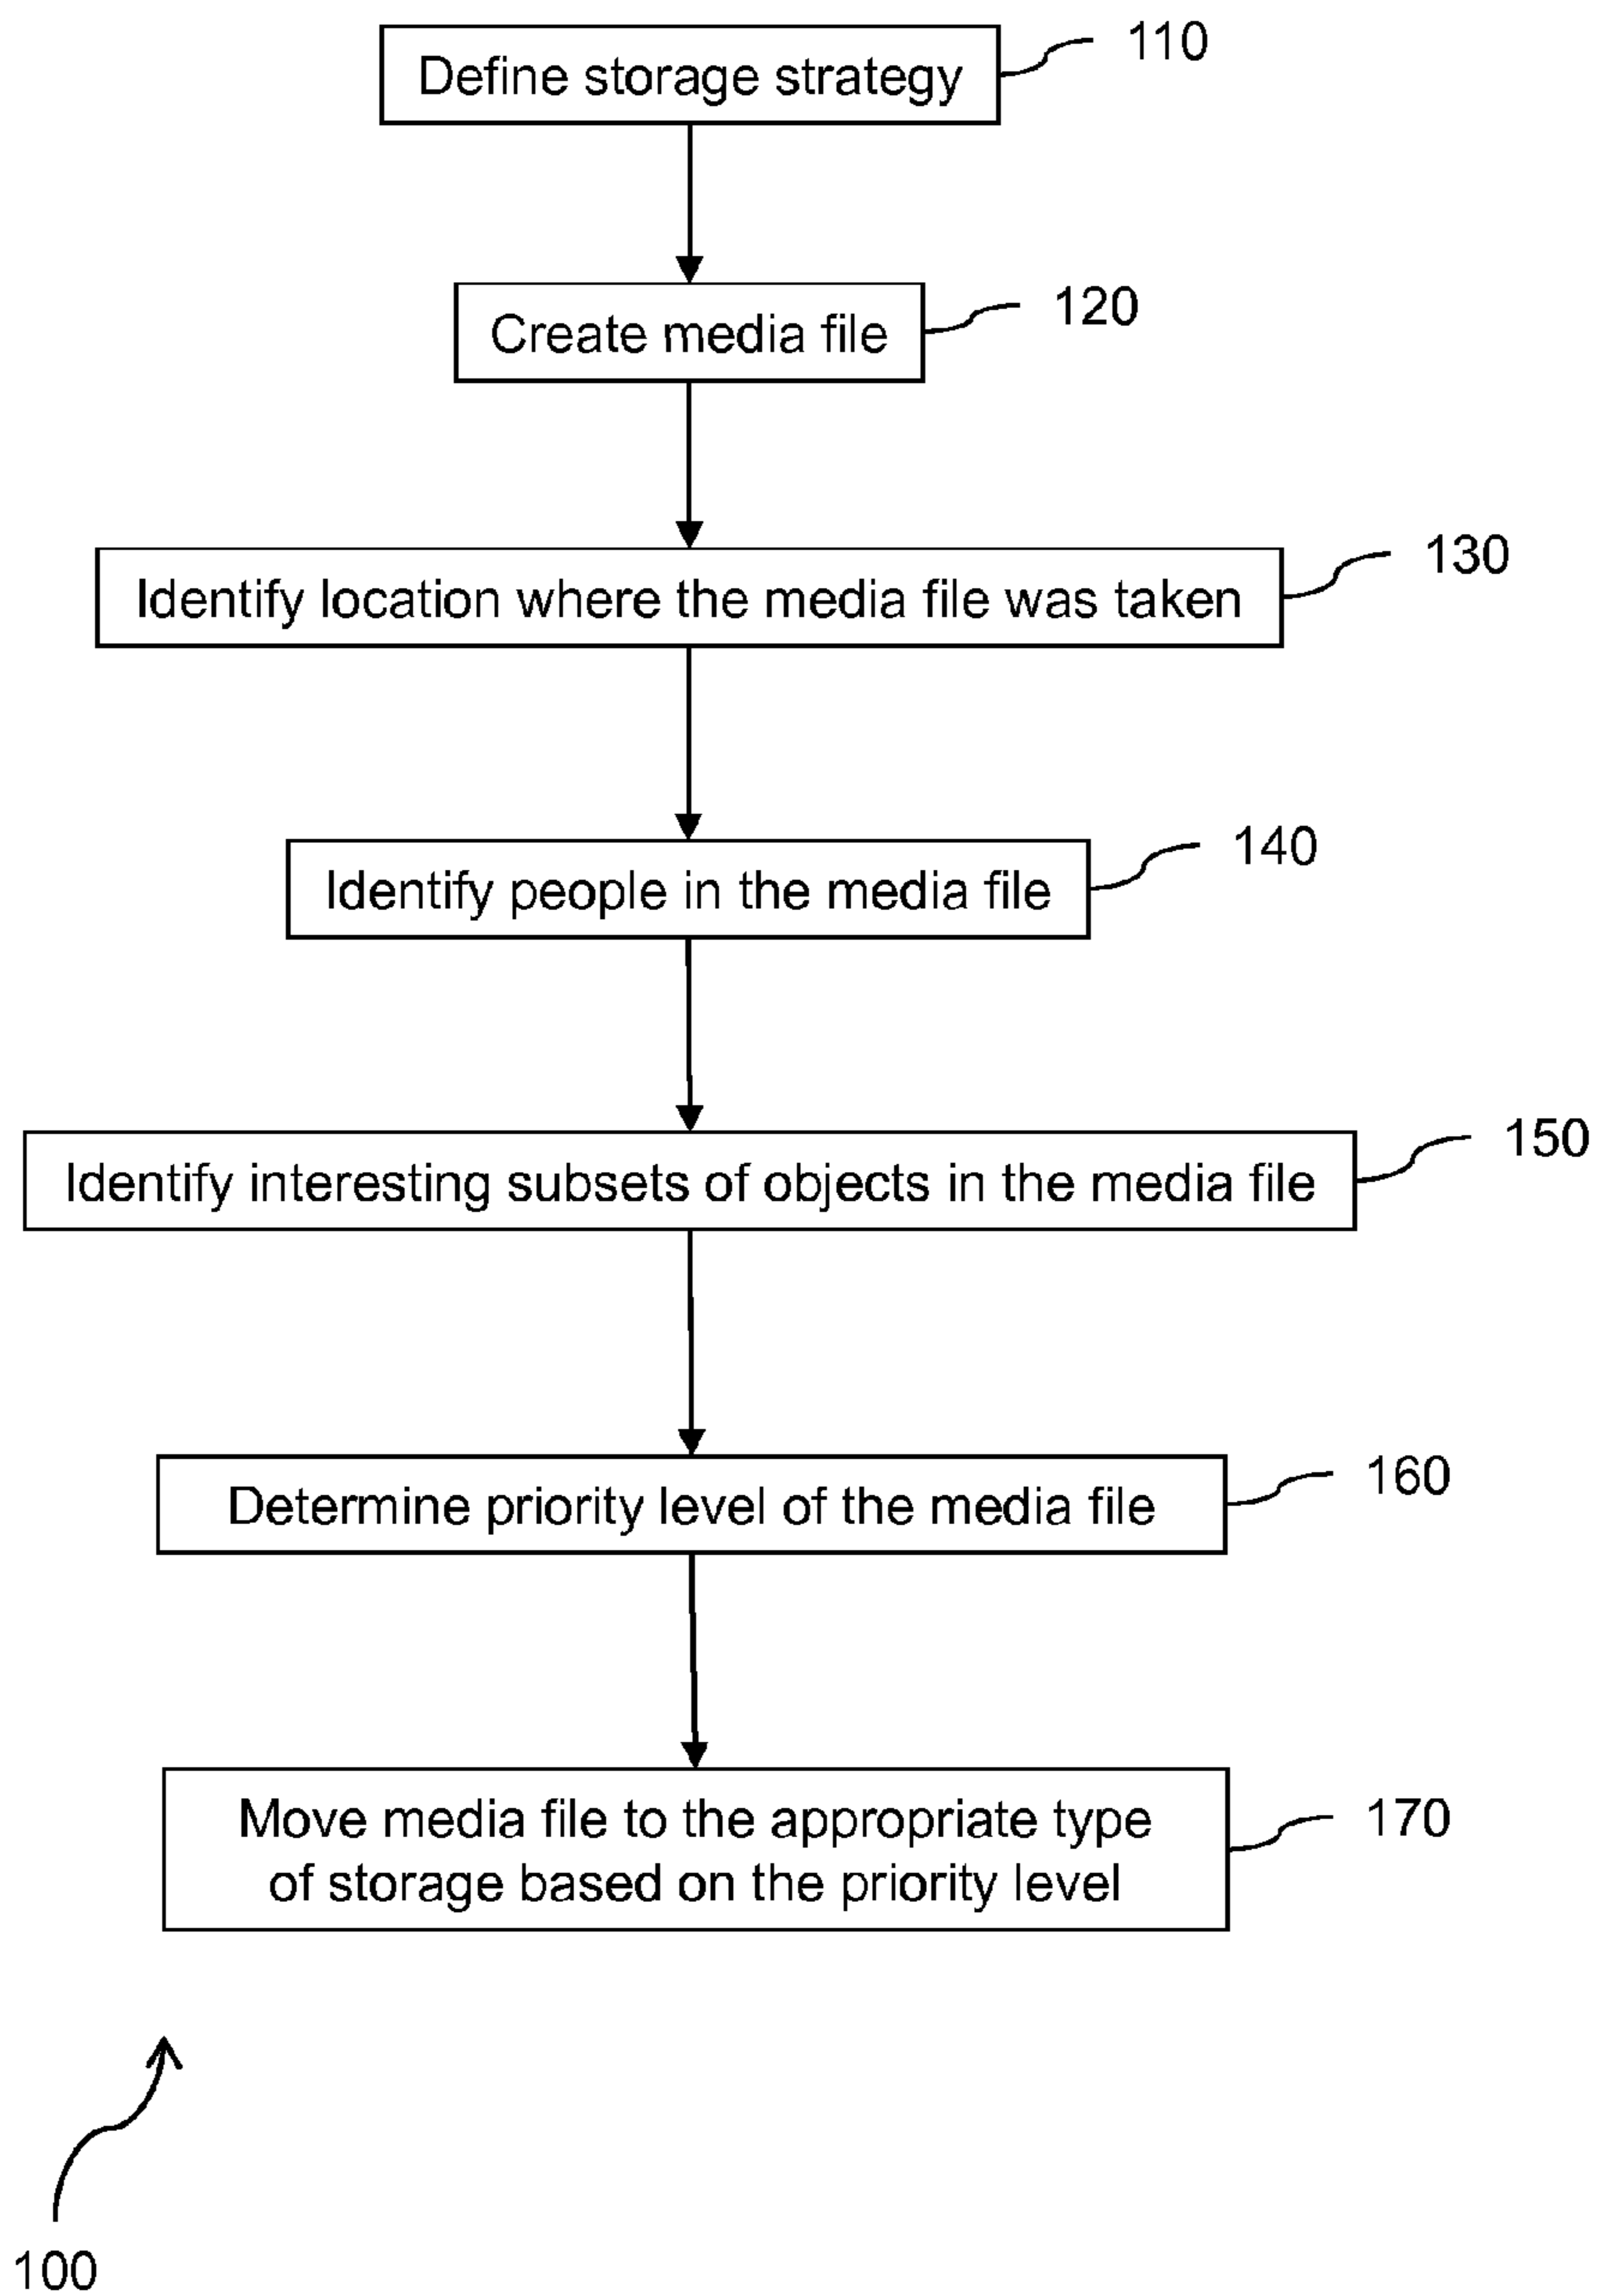 Define storage strategy
110
Create media file
120
Identify location where the media file was taken
130
Identify people in the media file
140
Identify interesting subsets of objects in the media file
150
Determine priority level of the media file
160
Move media file to the appropriate type
of storage based on the priority level
170
100